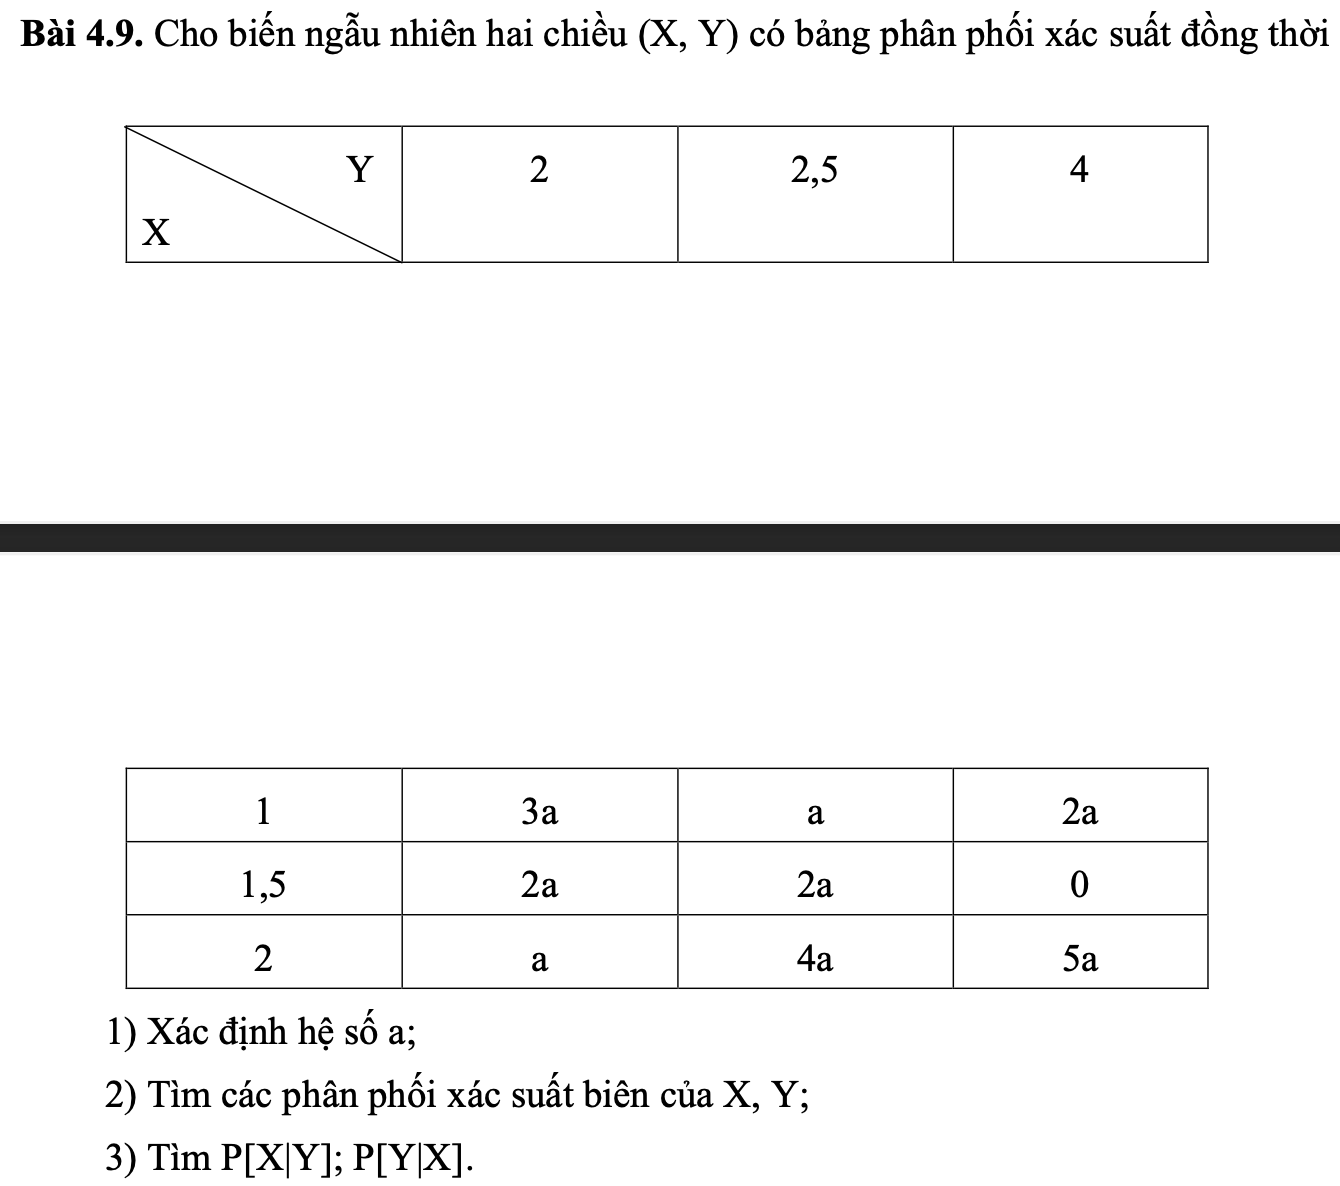 Bài 4.9. Cho biến ngẫu nhiên hai chiều (X, Y) có bảng phân phối xác suất đồng thời
Y 2 2,5 4
X
1 3a a 2a
1,5 2a 2a 0
2 a 4a 5a
1) Xác định hệ số a;
2) Tìm các phân phối xác suất biên của X, Y;
3) Tìm P[X|Y]; P[Y|X].